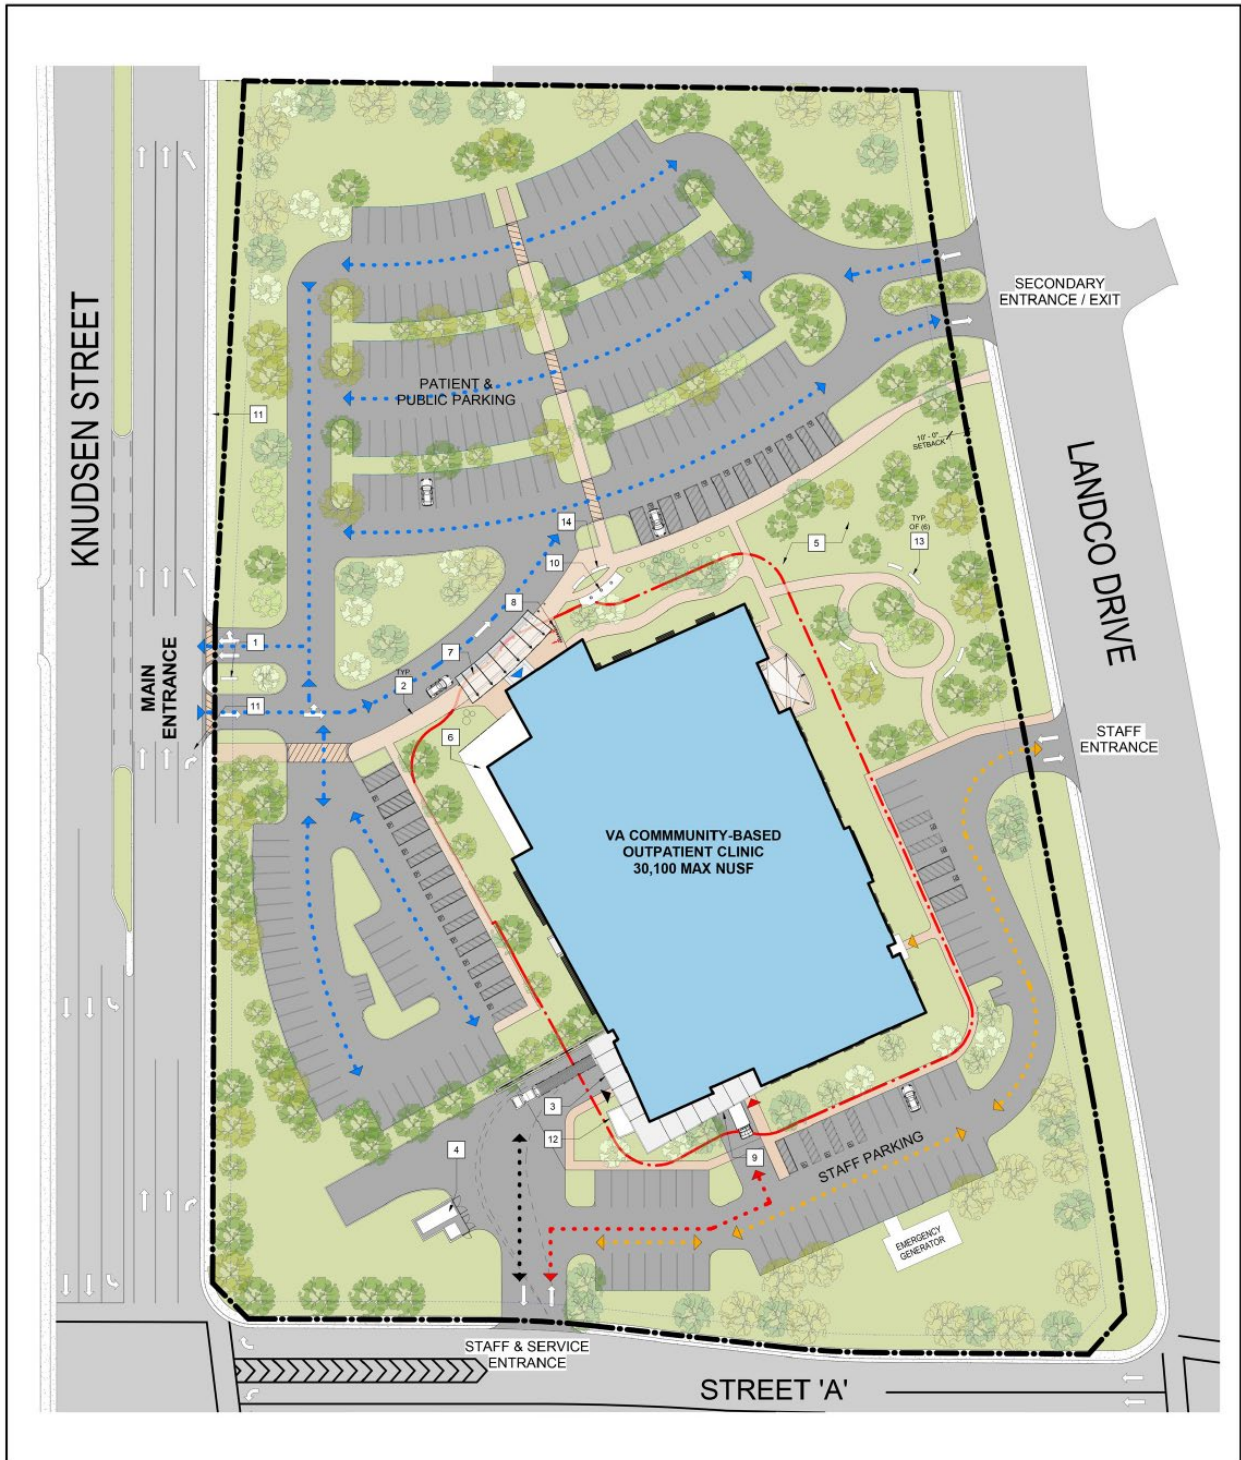 SECONDARY
ENTRANCE / EXIT
KNUDSEN STREET
PATIENT &
PUBLIC PARKING
11
10' - 0"
SETBACK
LANDCO DRIVE
14
TYP
OF (6)
13
5
10
8
1
7
MAIN
ENTRANCE
TYP
2
11
6
STAFF
ENTRANCE
VA COMMMUNITY-BASED
OUTPATIENT CLINIC
30,100 MAX NUSF
3
12
4
9
STAFF PARKING
EMERGENCY
GENERATOR
STAFF & SERVICE
ENTRANCE
STREET 'A'